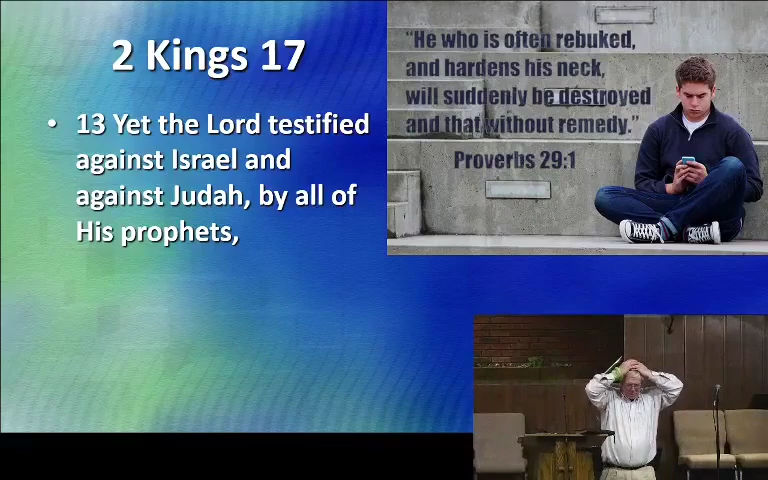 2 Kings 17
• 13 Yet the Lord testified
against Israel and
against Judah, by all of
His prophets,
“He who is often rebuked,
and hardens his neck,
will suddenly be destroyed
and that without remedy.”
Proverbs 29:1